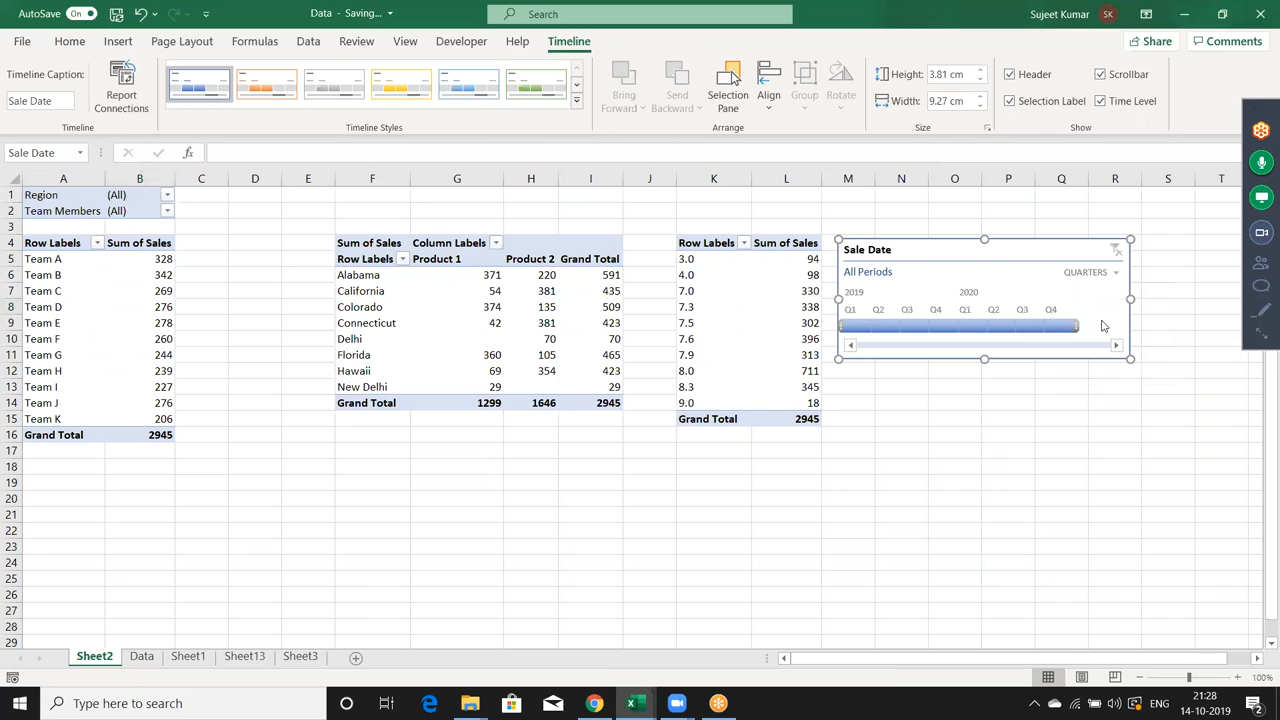 AutoSave On Data - Saving... Search Sujeet Kumar SK
File Home Insert Page Layout Formulas Data Review View Developer Help Timeline Share Comments
Timeline Caption:
Sale Date
Report Connections
Timeline
Timeline Styles
Bring Forward
Send Backward
Selection Pane
Align
Group
Rotate
Arrange
Height: 3.81 cm
Width: 9.27 cm
Size
Header Scrollbar
Selection Label Time Level
Show
Sale Date fx
A B C D E F G H I J K L M N O P Q R S T
1 Region (All)
2 Team Members (All)
3
4 Row Labels Sum of Sales Sum of Sales Column Labels Row Labels Sum of Sales
5 Team A 328 Row Labels Product 1 Product 2 Grand Total 3.0 94
6 Team B 342 Alabama 371 220 591 4.0 98
7 Team C 269 California 54 381 435 7.0 330
8 Team D 276 Colorado 374 135 509 7.3 338
9 Team E 278 Connecticut 42 381 423 7.5 302
10 Team F 260 Delhi 70 70 7.6 396
11 Team G 244 Florida 360 105 465 7.9 313
12 Team H 239 Hawaii 69 354 423 8.0 711
13 Team I 227 New Delhi 29 29 8.3 345
14 Team J 276 Grand Total 1299 1646 2945 9.0 18
15 Team K 206 Grand Total 2945
16 Grand Total 2945
17
18
19
20
21
22
23
24
25
26
27
28
29
Sale Date
All Periods QUARTERS
2019 2020
Q1 Q2 Q3 Q4 Q1 Q2 Q3 Q4
Sheet2 Data Sheet1 Sheet13 Sheet3
100%
Type here to search
21:28
14-10-2019
2